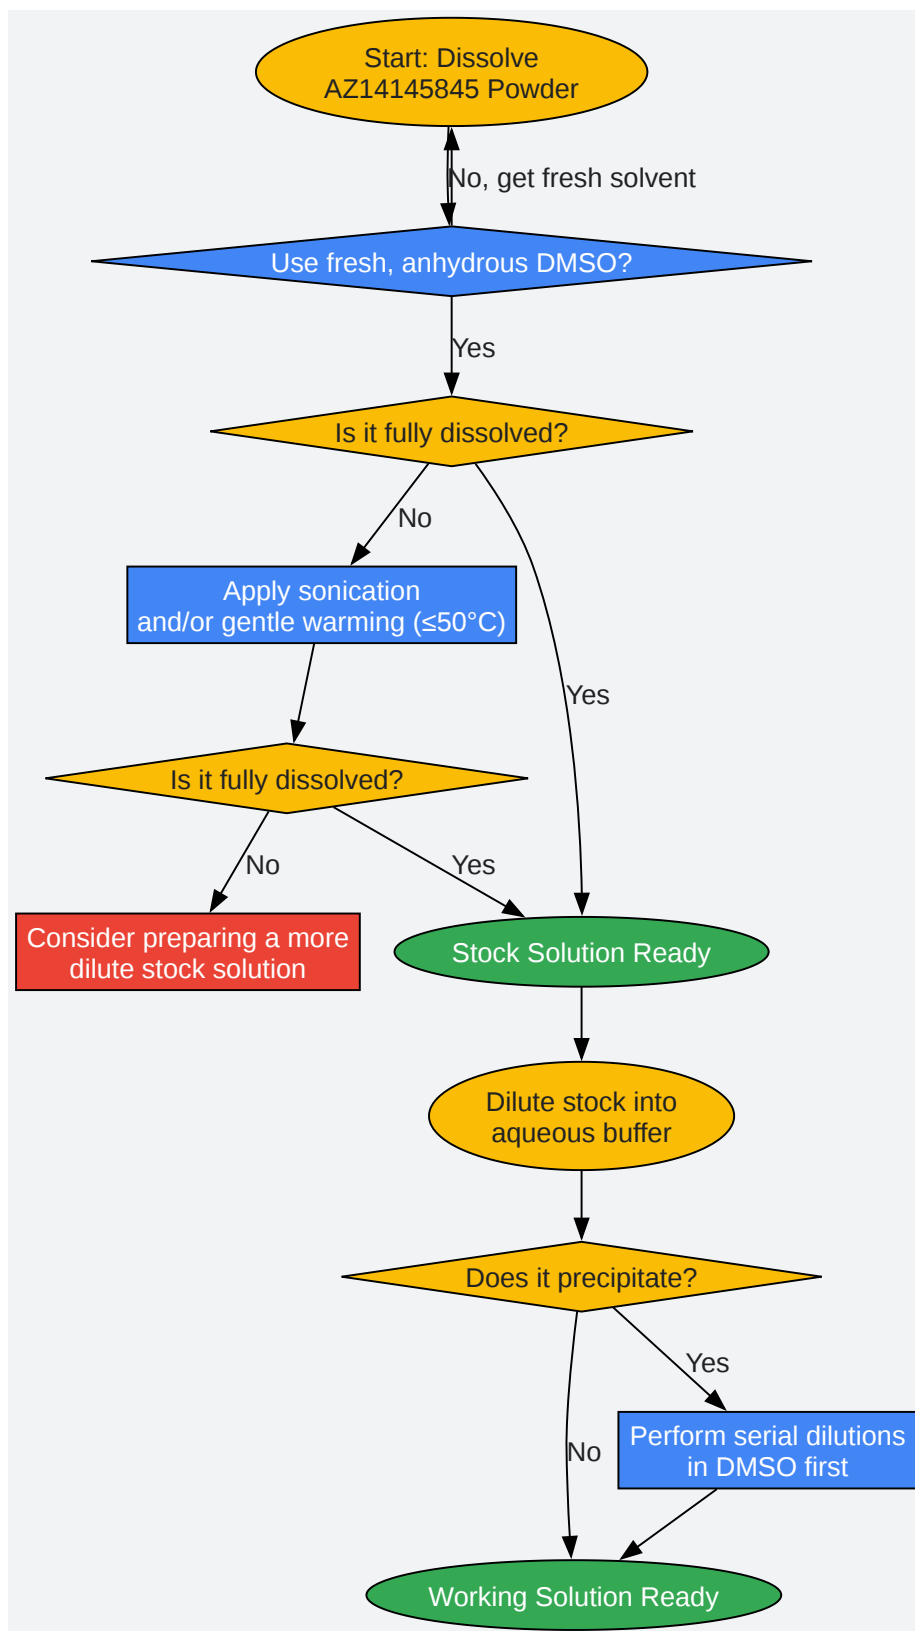 Start: Dissolve
AZ14145845 Powder
No, get fresh solvent
Use fresh, anhydrous DMSO?
Yes
Is it fully dissolved?
No
Apply sonication
and/or gentle warming (≤50°C)
Yes
Is it fully dissolved?
No
Yes
Consider preparing a more
dilute stock solution
Stock Solution Ready
Dilute stock into
aqueous buffer
Does it precipitate?
Yes
Perform serial dilutions
in DMSO first
No
Working Solution Ready